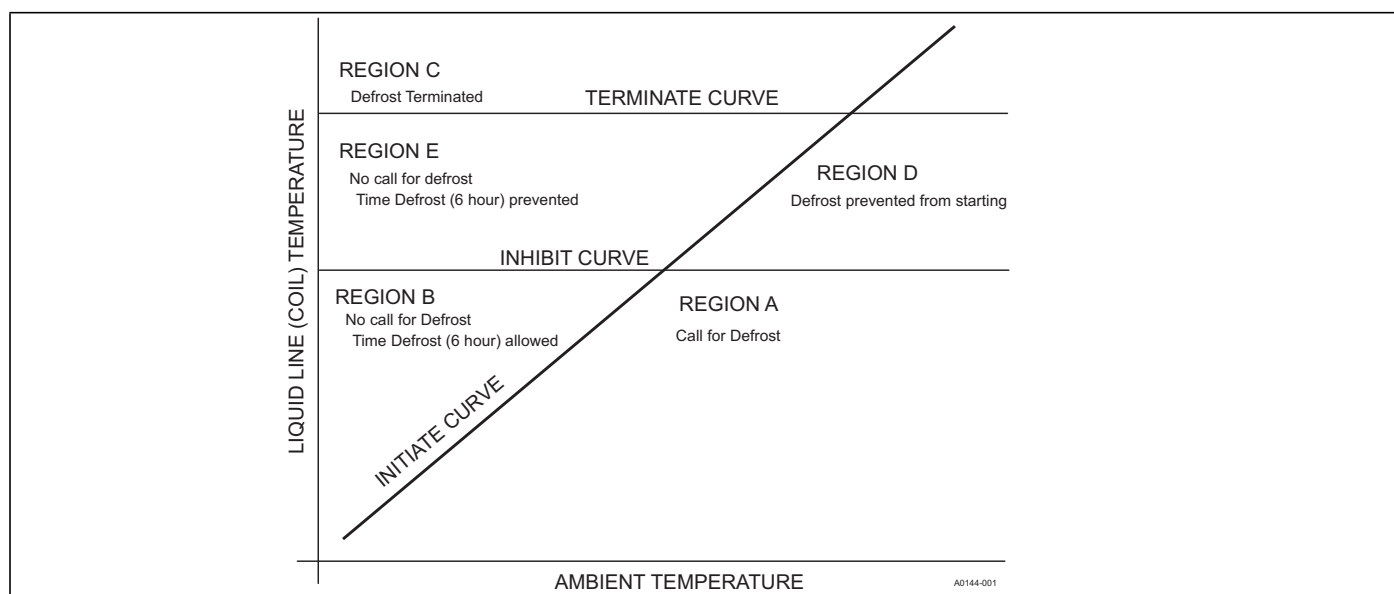 REGION C
Defrost Terminated
TERMINATE CURVE
REGION E
No call for defrost
Time Defrost (6 hour) prevented
REGION D
Defrost prevented from starting
INHIBIT CURVE
REGION B
No call for Defrost
Time Defrost (6 hour) allowed
REGION A
Call for Defrost
INITIATE CURVE
LIQUID LINE (COIL) TEMPERATURE
AMBIENT TEMPERATURE
A0144-001